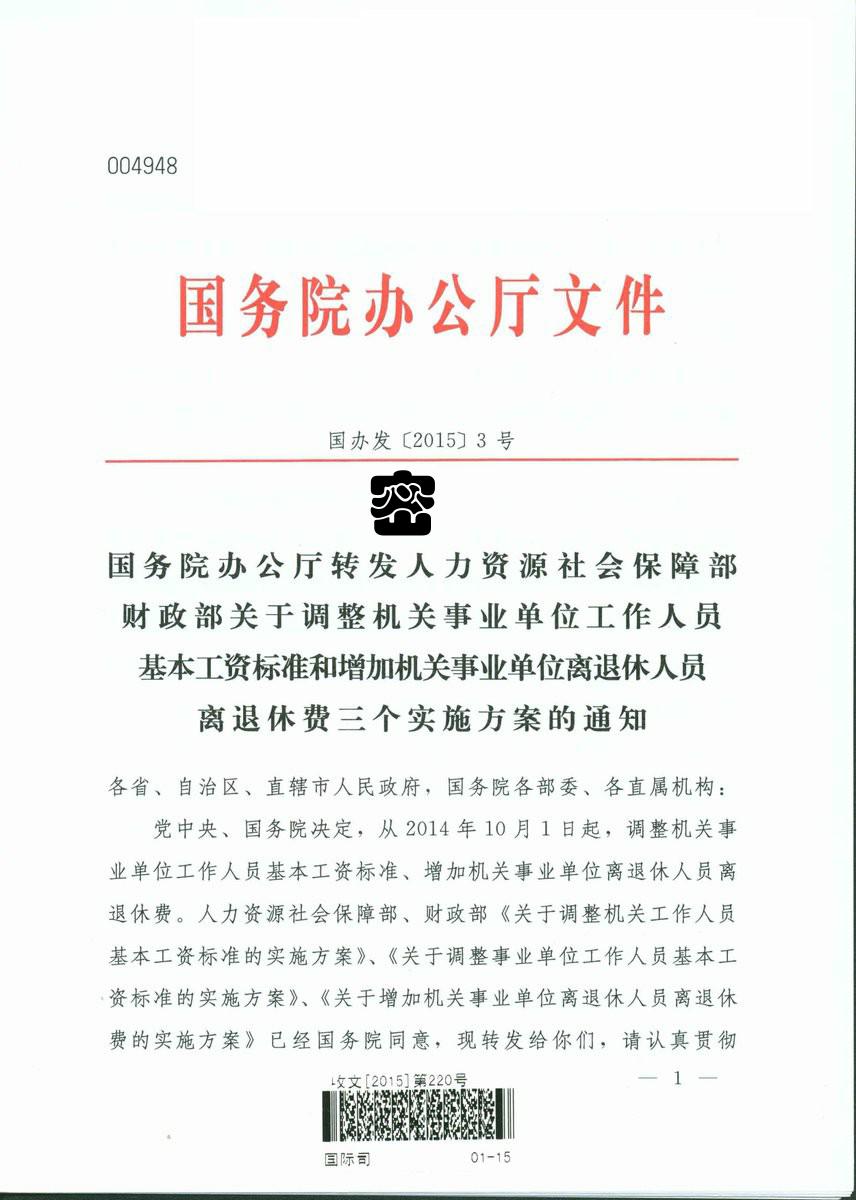 004948
国务院办公厅文件
国办发〔2015〕3号
密
国务院办公厅转发人力资源社会保障部
财政部关于调整机关事业单位工作人员
基本工资标准和增加机关事业单位离退休人员
离退休费三个实施方案的通知
各省、自治区、直辖市人民政府，国务院各部委、各直属机构：
党中央、国务院决定，从2014年10月1日起，调整机关事
业单位工作人员基本工资标准、增加机关事业单位离退休人员离
退休费。人力资源社会保障部、财政部《关于调整机关工作人员
基本工资标准的实施方案》、《关于调整事业单位工作人员基本工
资标准的实施方案》、《关于增加机关事业单位离退休人员离退休
费的实施方案》已经国务院同意，现转发给你们，请认真贯彻
— 1 —
收文[2015]第220号
国际司 01-15